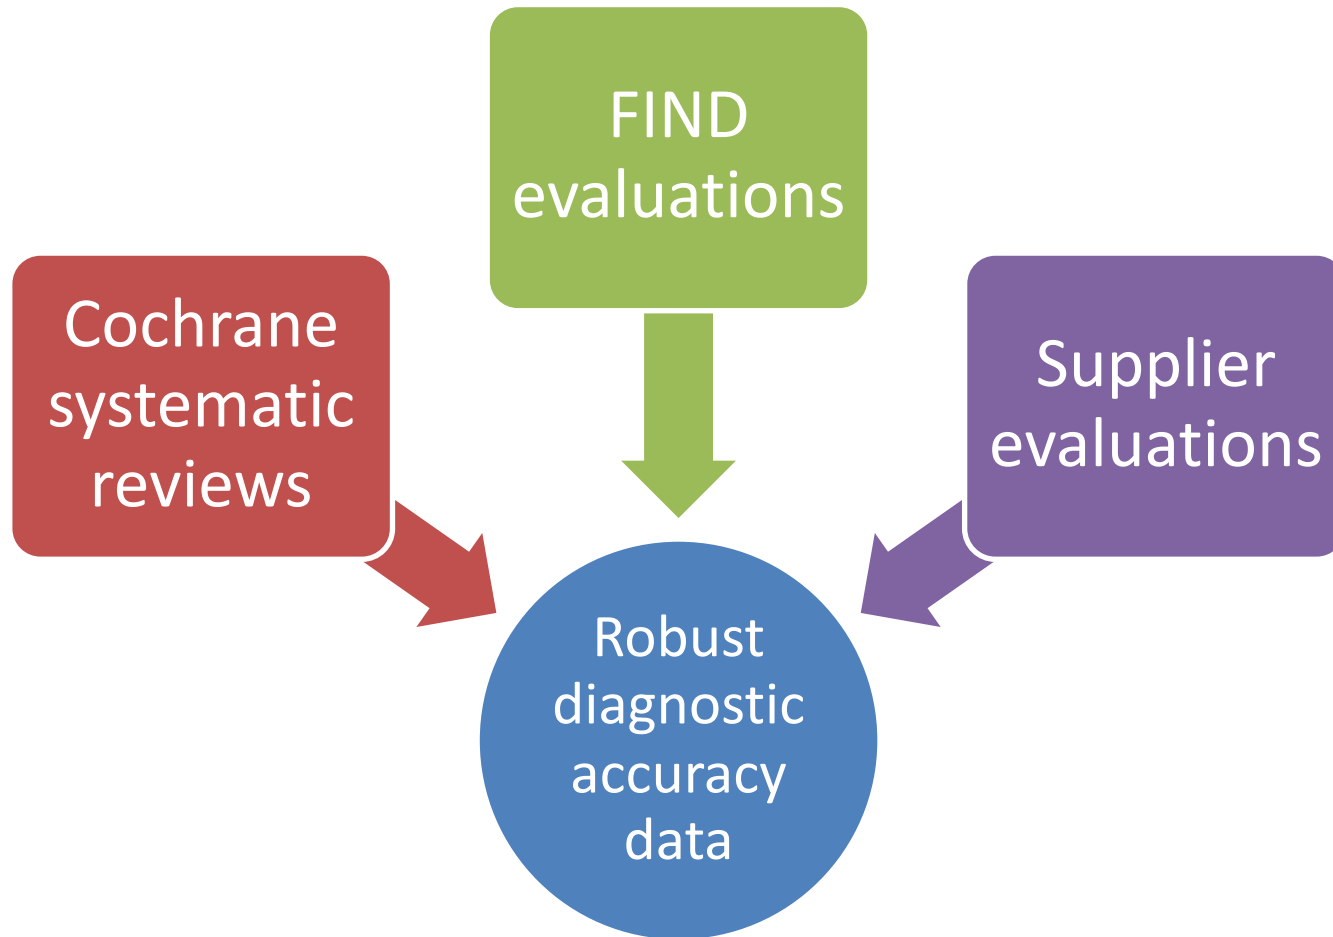 FIND
evaluations
Cochrane
systematic
reviews
Supplier
evaluations
Robust
diagnostic
accuracy
data